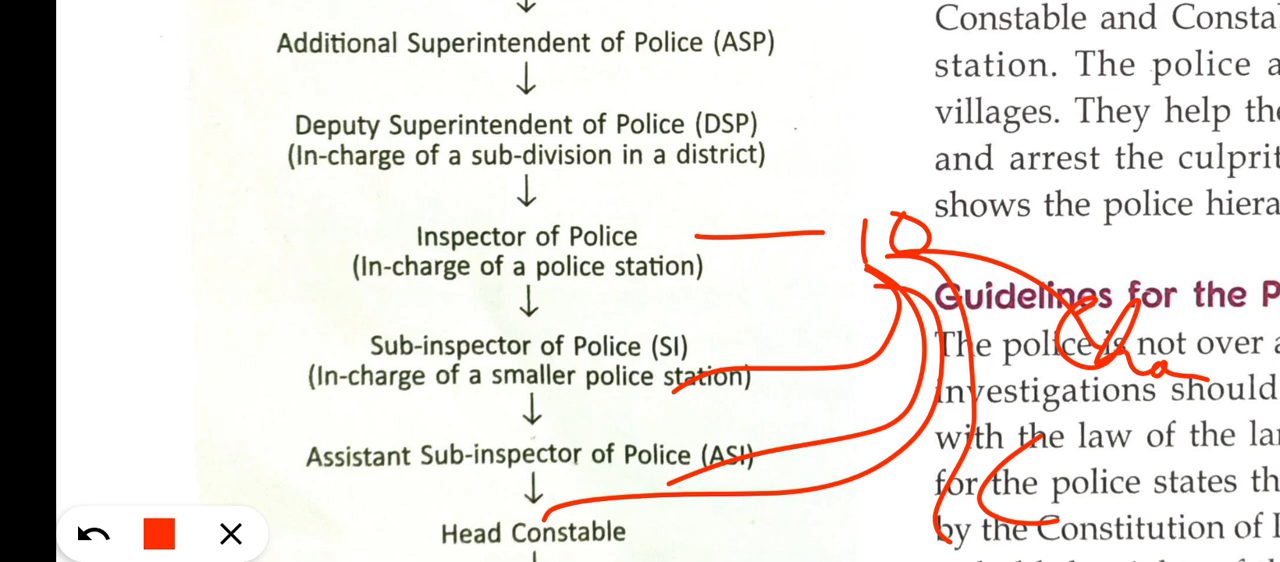 Additional Superintendent of Police (ASP)
Deputy Superintendent of Police (DSP)
(In-charge of a sub-division in a district)
Inspector of Police
(In-charge of a police station)
Sub-inspector of Police (SI)
(In-charge of a smaller police station)
Assistant Sub-inspector of Police (ASI)
Head Constable
10
Constable and Consta
station. The police a
villages. They help the
and arrest the culprit
shows the police hiera
Guidelines for the P
The police is not over a
investigations should
with the law of the la
for the police states th
by the Constitution of I